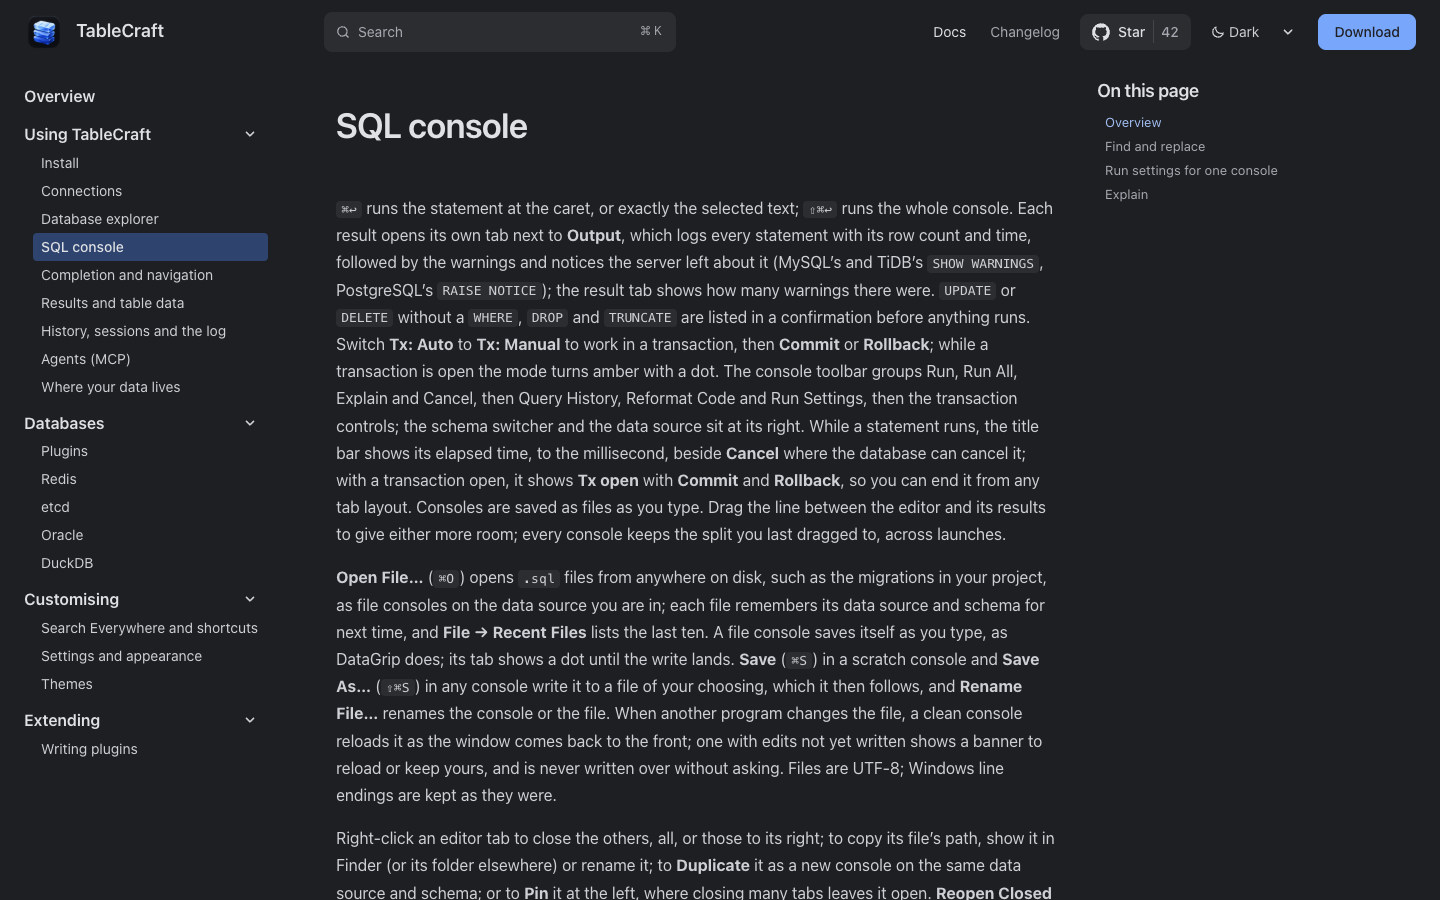 TableCraft
Search
⌘ K
Docs
Changelog
Star 42
Dark
Download
Overview
Using TableCraft
Install
Connections
Database explorer
SQL console
Completion and navigation
Results and table data
History, sessions and the log
Agents (MCP)
Where your data lives
Databases
Plugins
Redis
etcd
Oracle
DuckDB
Customising
Search Everywhere and shortcuts
Settings and appearance
Themes
Extending
Writing plugins
SQL console
⌘↩ runs the statement at the caret, or exactly the selected text; ⇧⌘↩ runs the whole console. Each
result opens its own tab next to Output, which logs every statement with its row count and time,
followed by the warnings and notices the server left about it (MySQL’s and TiDB’s SHOW WARNINGS,
PostgreSQL’s RAISE NOTICE); the result tab shows how many warnings there were. UPDATE or
DELETE without a WHERE, DROP and TRUNCATE are listed in a confirmation before anything runs.
Switch Tx: Auto to Tx: Manual to work in a transaction, then Commit or Rollback; while a
transaction is open the mode turns amber with a dot. The console toolbar groups Run, Run All,
Explain and Cancel, then Query History, Reformat Code and Run Settings, then the transaction
controls; the schema switcher and the data source sit at its right. While a statement runs, the title
bar shows its elapsed time, to the millisecond, beside Cancel where the database can cancel it;
with a transaction open, it shows Tx open with Commit and Rollback, so you can end it from any
tab layout. Consoles are saved as files as you type. Drag the line between the editor and its results
to give either more room; every console keeps the split you last dragged to, across launches.
Open File… (⌘O) opens .sql files from anywhere on disk, such as the migrations in your project,
as file consoles on the data source you are in; each file remembers its data source and schema for
next time, and File → Recent Files lists the last ten. A file console saves itself as you type, as
DataGrip does; its tab shows a dot until the write lands. Save (⌘S) in a scratch console and Save
As… (⇧⌘S) in any console write it to a file of your choosing, which it then follows, and Rename
File… renames the console or the file. When another program changes the file, a clean console
reloads it as the window comes back to the front; one with edits not yet written shows a banner to
reload or keep yours, and is never written over without asking. Files are UTF-8; Windows line
endings are kept as they were.
Right-click an editor tab to close the others, all, or those to its right; to copy its file’s path, show it in
Finder (or its folder elsewhere) or rename it; to Duplicate it as a new console on the same data
source and schema; or to Pin it at the left, where closing many tabs leaves it open. Reopen Closed
On this page
Overview
Find and replace
Run settings for one console
Explain